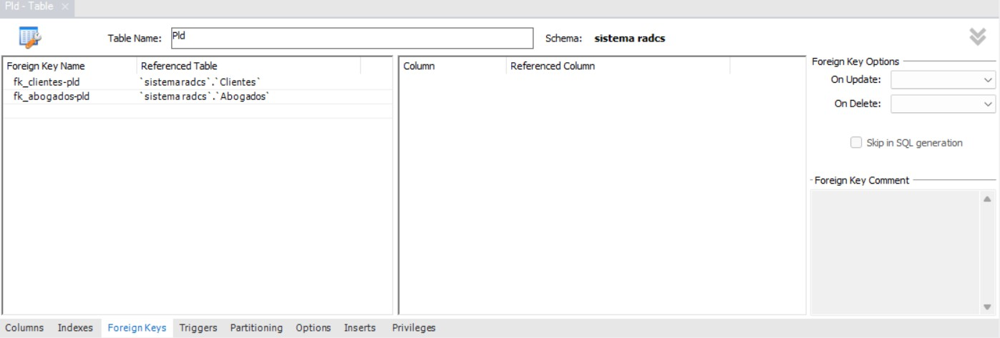 Pld - Table ×
Table Name: Pld Schema: sistema radcs
Foreign Key Name Referenced Table
fk_clientes-pld `sistema radcs`.`Clientes`
fk_abogados-pld `sistema radcs`.`Abogados`
Column Referenced Column
Foreign Key Options
On Update:
On Delete:
Skip in SQL generation
Foreign Key Comment
Columns Indexes Foreign Keys Triggers Partitioning Options Inserts Privileges